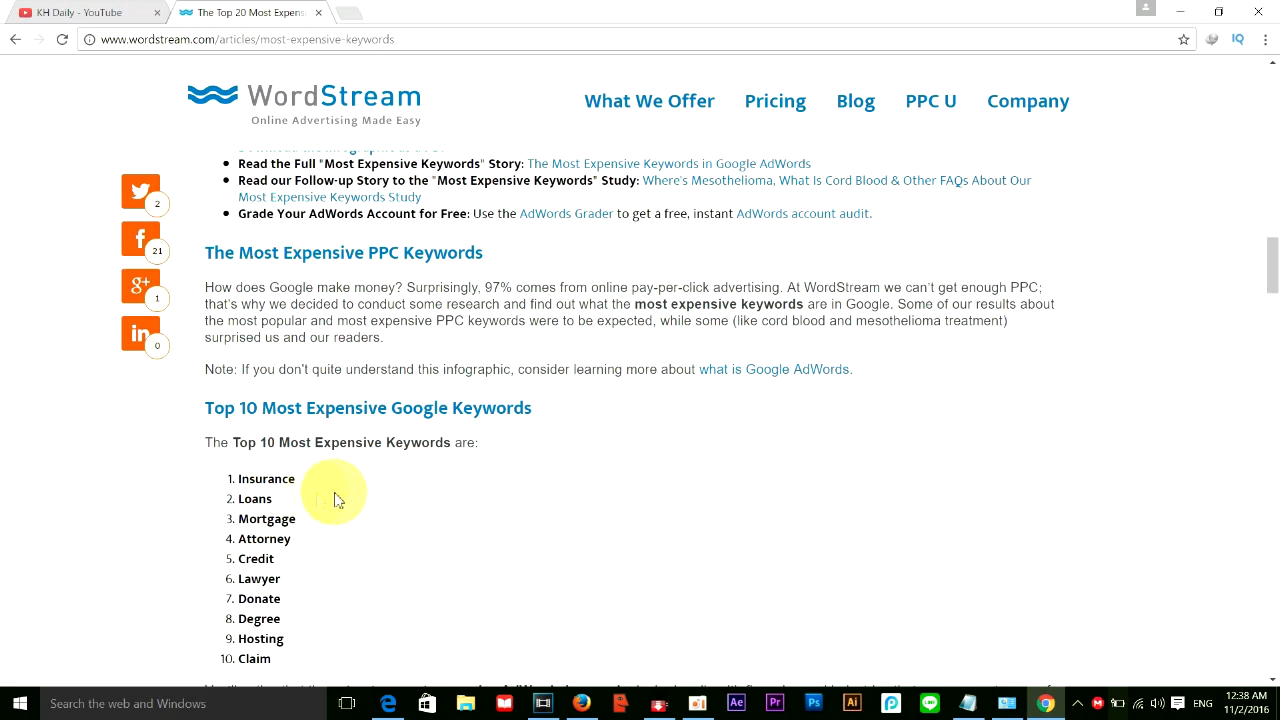 KH Daily - YouTube
The Top 20 Most Expens
www.wordstream.com/articles/most-expensive-keywords
IQ
WordStream
Online Advertising Made Easy
What We Offer
Pricing
Blog
PPC U
Company
Read the Full "Most Expensive Keywords" Story: The Most Expensive Keywords in Google AdWords
Read our Follow-up Story to the "Most Expensive Keywords" Study: Where's Mesothelioma, What Is Cord Blood & Other FAQs About Our
Most Expensive Keywords Study
Grade Your AdWords Account for Free: Use the AdWords Grader to get a free, instant AdWords account audit.
2
f
21
g+
1
in
0
The Most Expensive PPC Keywords
How does Google make money? Surprisingly, 97% comes from online pay-per-click advertising. At WordStream we can't get enough PPC;
that's why we decided to conduct some research and find out what the most expensive keywords are in Google. Some of our results about
the most popular and most expensive PPC keywords were to be expected, while some (like cord blood and mesothelioma treatment)
surprised us and our readers.
Note: If you don't quite understand this infographic, consider learning more about what is Google AdWords.
Top 10 Most Expensive Google Keywords
The Top 10 Most Expensive Keywords are:
1. Insurance
2. Loans
3. Mortgage
4. Attorney
5. Credit
6. Lawyer
7. Donate
8. Degree
9. Hosting
10. Claim
Search the web and Windows
Ae
Pr
Ps
Ai
ENG
12:38 AM
11/2/2016